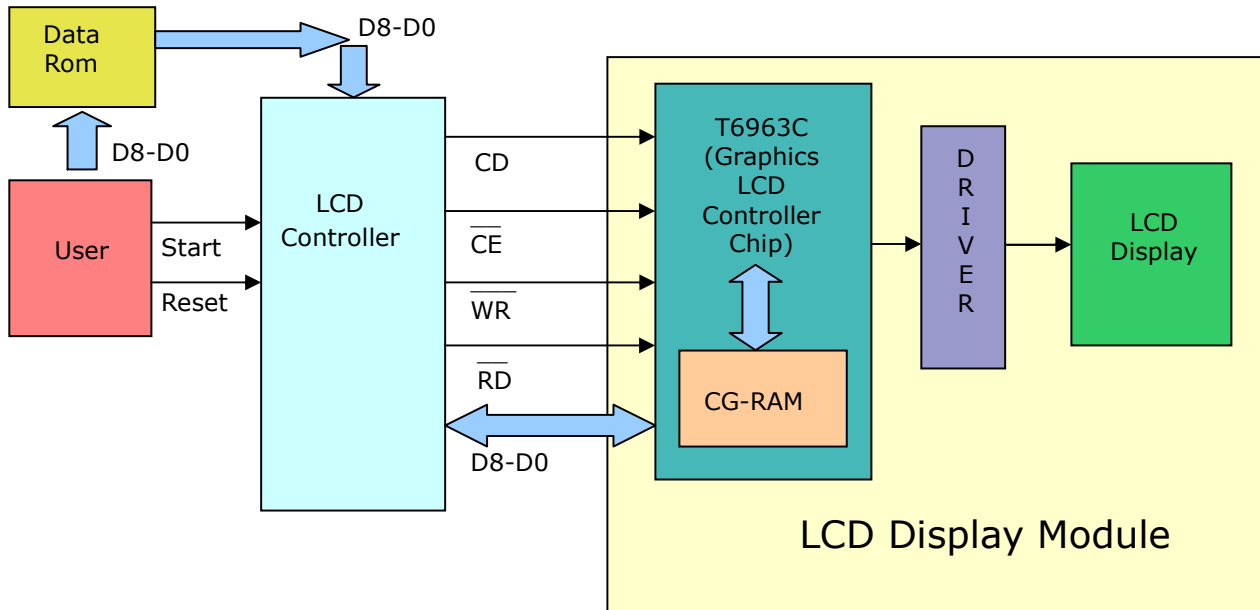 Data
Rom
D8-D0
D8-D0
User
Start
Reset
LCD
Controller
CD
CE
WR
RD
D8-D0
T6963C
(Graphics
LCD
Controller
Chip)
CG-RAM
D
R
I
V
E
R
LCD
Display
LCD Display Module